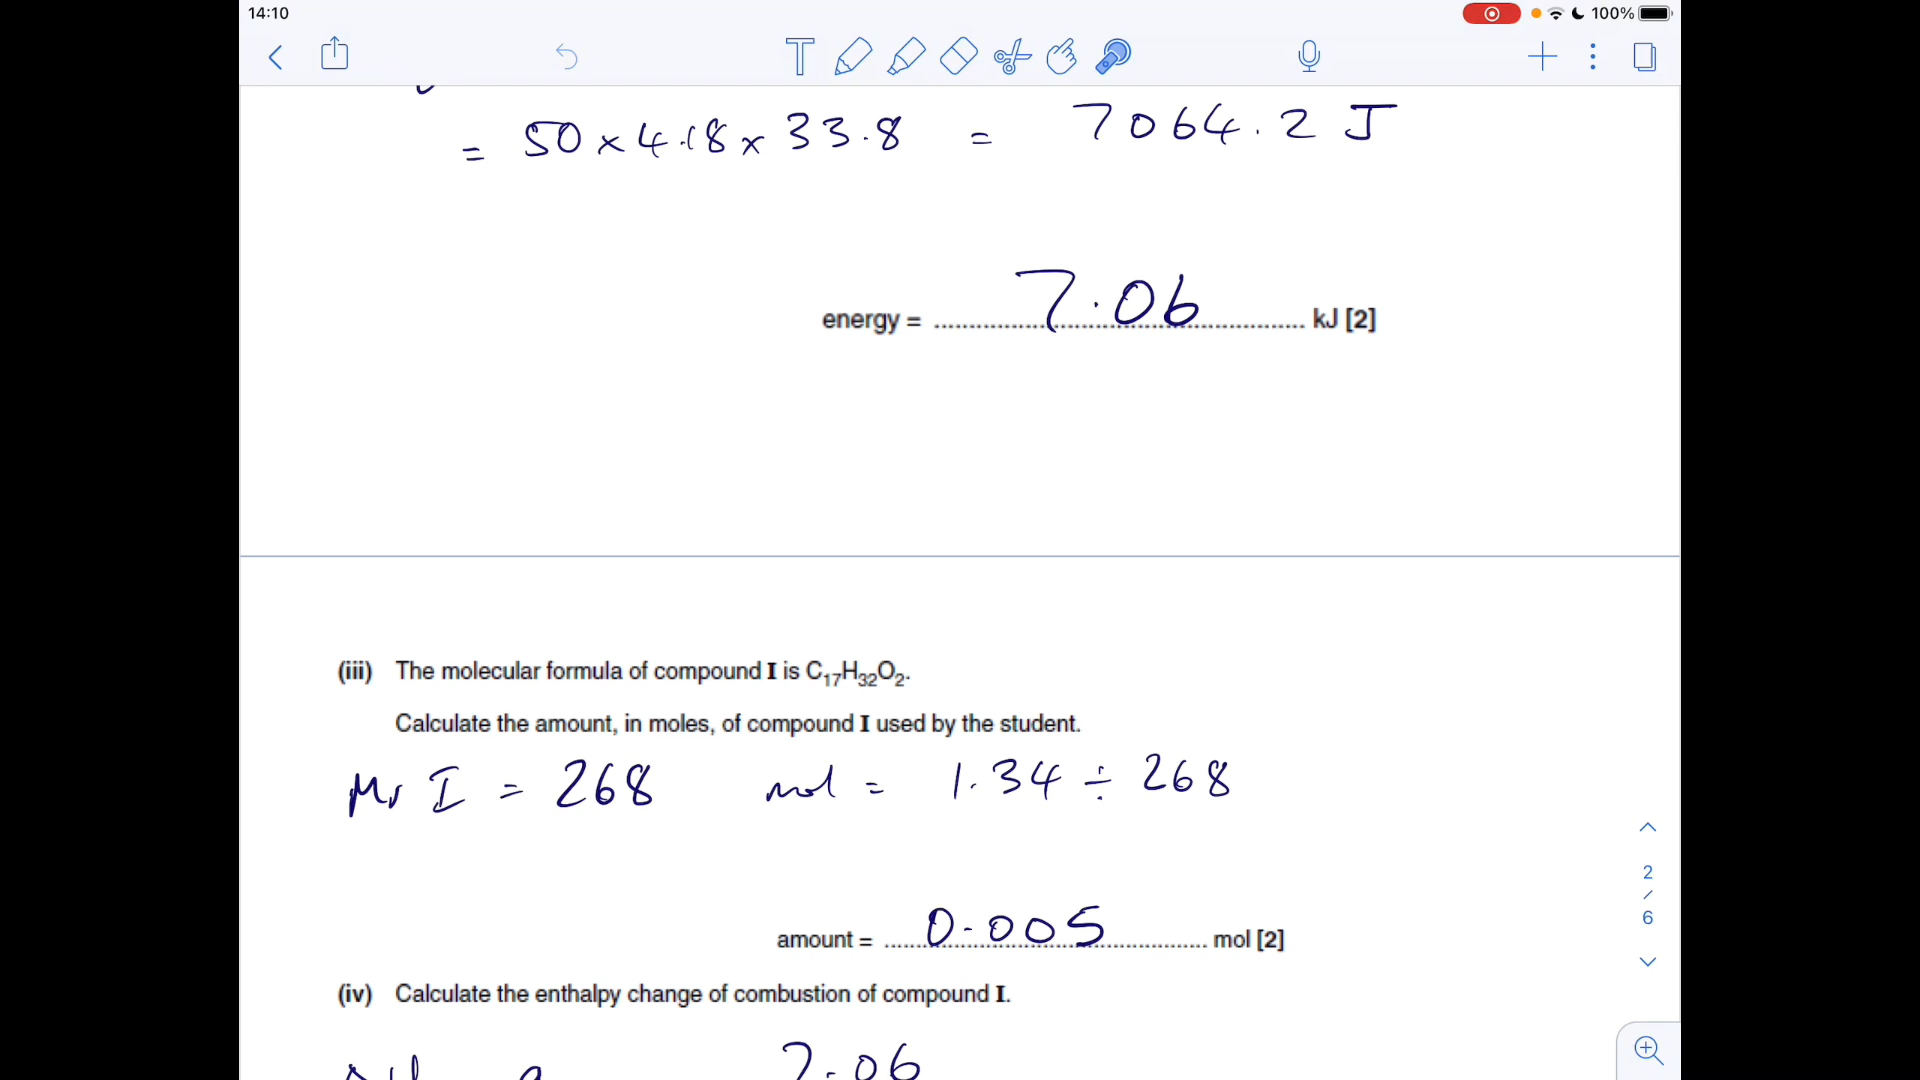 14:10 100%
= 50 × 4.18 × 33.8 = 7064.2 J
energy = 7.06 kJ [2]
(iii) The molecular formula of compound I is C₁₇H₃₂O₂.
Calculate the amount, in moles, of compound I used by the student.
Mr I = 268 mol = 1.34 ÷ 268
2
/
6
amount = 0.005 mol [2]
(iv) Calculate the enthalpy change of combustion of compound I.
7.06